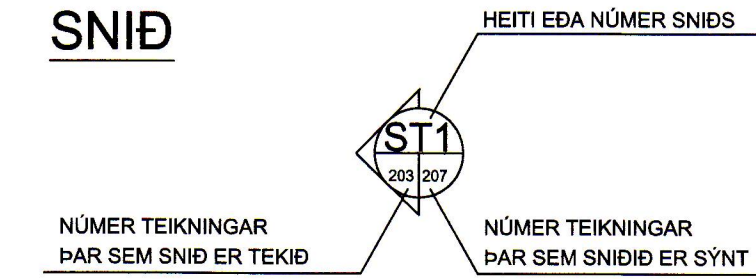 SNIÐ
HEITI EÐA NÚMER SNIÐS
ST1
203 207
NÚMER TEIKNINGAR
ÞAR SEM SNIÐ ER TEKIÐ
NÚMER TEIKNINGAR
ÞAR SEM SNIÐIÐ ER SÝNT